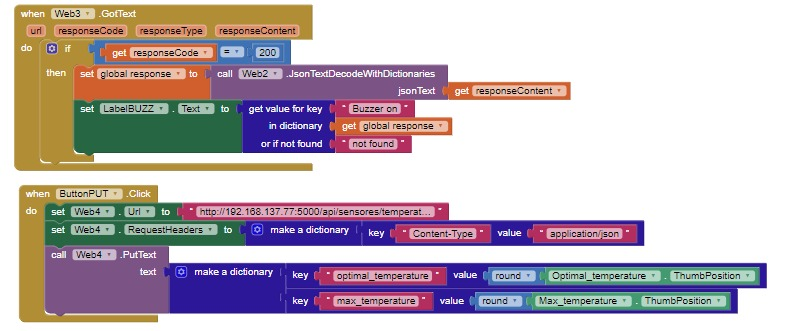 when Web3 .GotText
url responseCode responseType responseContent
do if get responseCode = 200
then set global response to call Web2 .JsonTextDecodeWithDictionaries
jsonText get responseContent
set LabelBUZZ . Text to get value for key " Buzzer on "
in dictionary get global response
or if not found " not found "
when ButtonPUT .Click
do set Web4 . Url to " http://192.168.137.77:5000/api/sensores/temperat... "
set Web4 . RequestHeaders to make a dictionary key " Content-Type " value " application/json "
call Web4 .PutText
text make a dictionary key " optimal_temperature " value round Optimal_temperature . ThumbPosition
key " max_temperature " value round Max_temperature . ThumbPosition